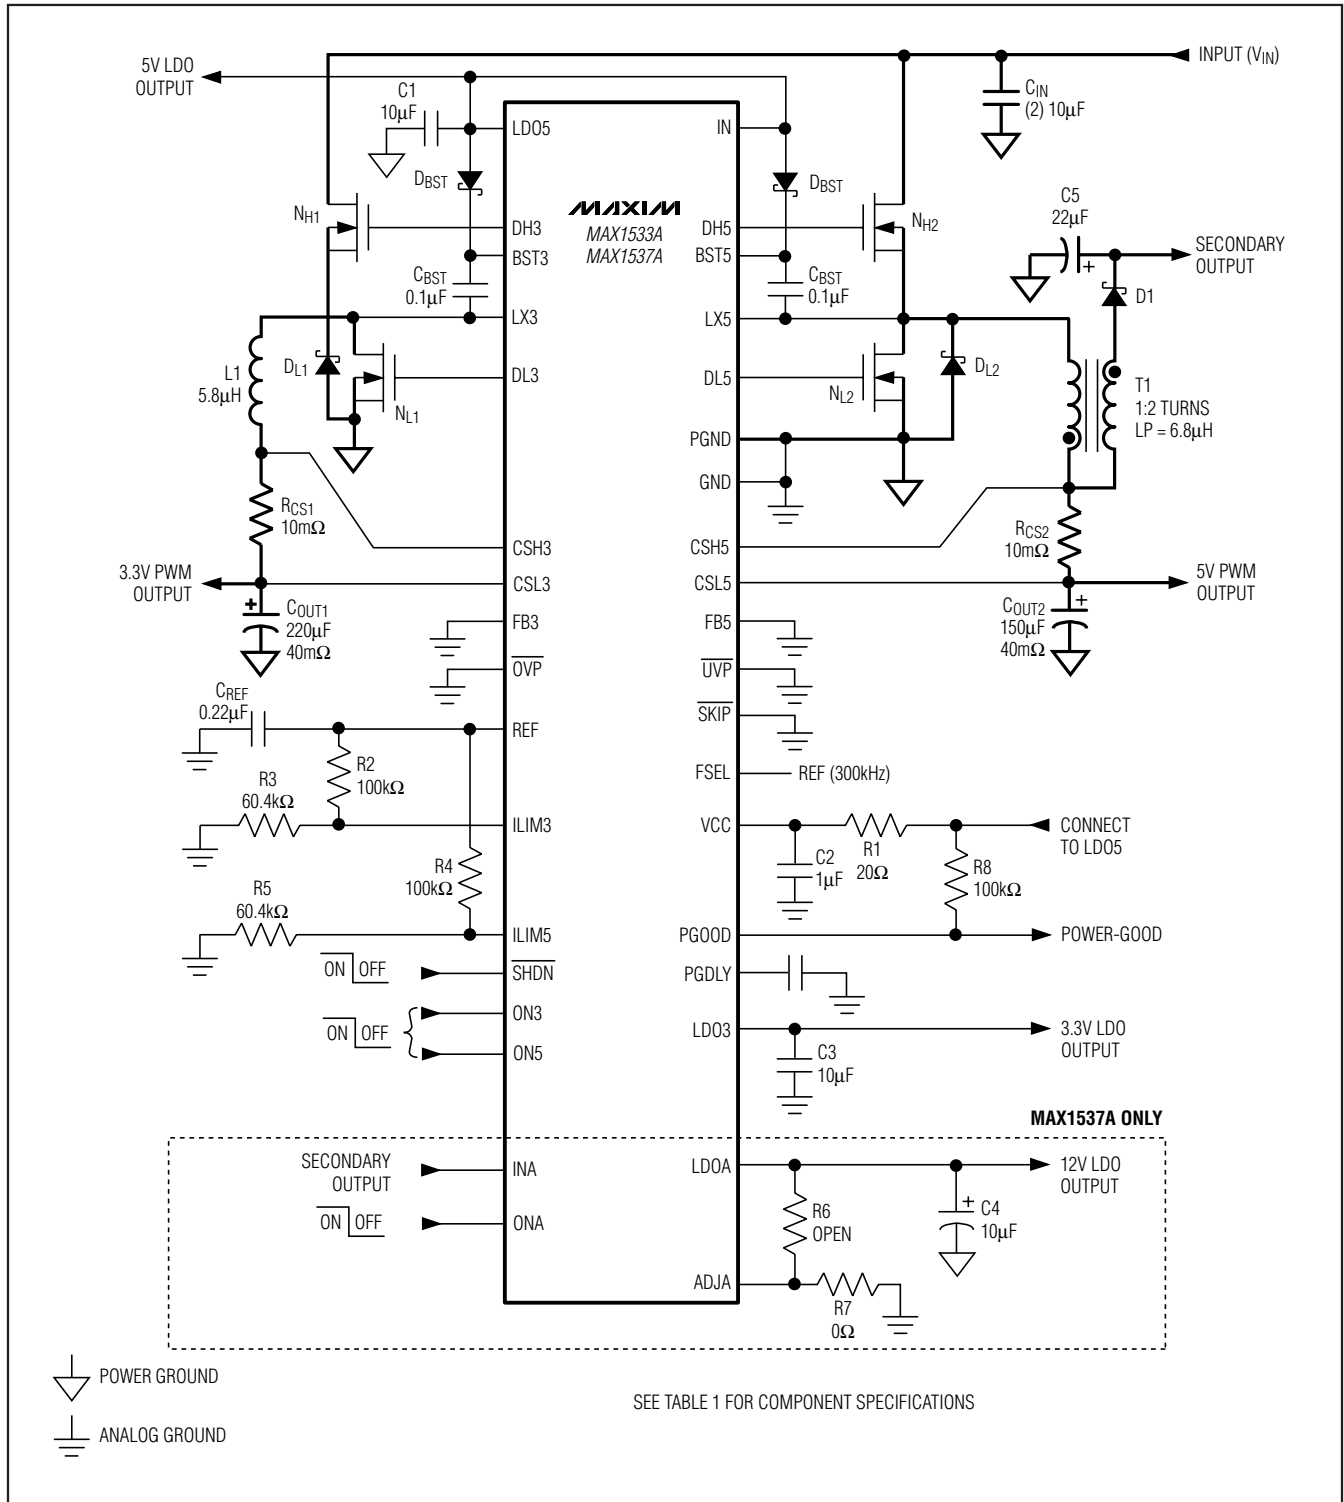 INPUT (VIN)
5V LDO
OUTPUT
C1
10µF
CIN
(2) 10µF
LDO5
IN
DBST
DBST
MAXIM
MAX1533A
MAX1537A
NH1
DH3
DH5
NH2
C5
22µF
+
SECONDARY
OUTPUT
BST3
BST5
CBST
0.1µF
CBST
0.1µF
D1
LX3
LX5
L1
5.8µH
DL1
NL1
DL3
DL5
NL2
DL2
T1
1:2 TURNS
LP = 6.8µH
PGND
GND
RCS1
10mΩ
RCS2
10mΩ
CSH3
CSH5
3.3V PWM
OUTPUT
CSL3
CSL5
5V PWM
OUTPUT
+
COUT1
220µF
40mΩ
+
COUT2
150µF
40mΩ
FB3
FB5
OVP
UVP
CREF
0.22µF
SKIP
REF
R2
100kΩ
FSEL
REF (300kHz)
R3
60.4kΩ
ILIM3
VCC
CONNECT
TO LDO5
R1
20Ω
C2
1µF
R8
100kΩ
R4
100kΩ
R5
60.4kΩ
ILIM5
PGOOD
POWER-GOOD
ON OFF
SHDN
PGDLY
ON OFF
ON3
ON5
LDO3
3.3V LDO
OUTPUT
C3
10µF
MAX1537A ONLY
SECONDARY
OUTPUT
INA
LDOA
12V LDO
OUTPUT
ON OFF
ONA
R6
OPEN
+
C4
10µF
ADJA
R7
0Ω
POWER GROUND
ANALOG GROUND
SEE TABLE 1 FOR COMPONENT SPECIFICATIONS